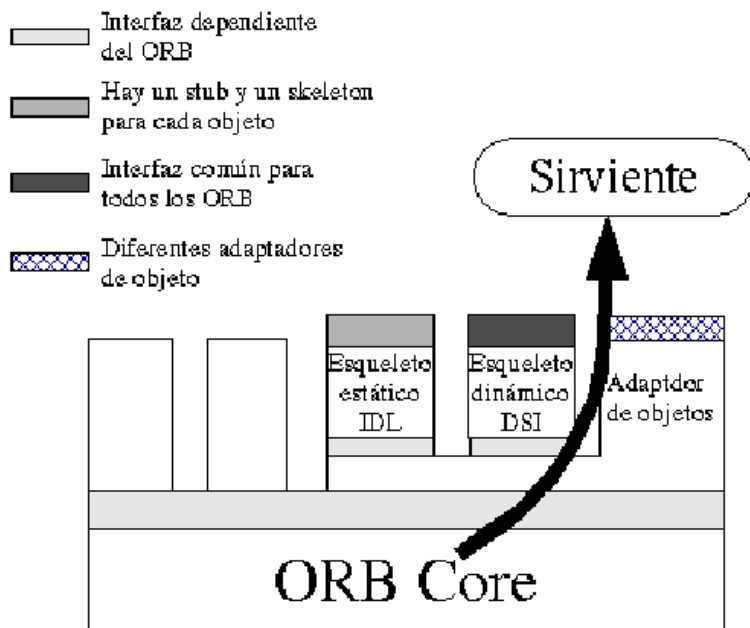 Interfaz dependiente
del ORB
Hay un stub y un skeleton
para cada objeto
Interfaz común para
todos los ORB
Diferentes adaptadores
de objeto
Sirviente
Esqueleto
estático
IDL
Esqueleto
dinámico
DSI
Adaptdor
de objetos
ORB Core